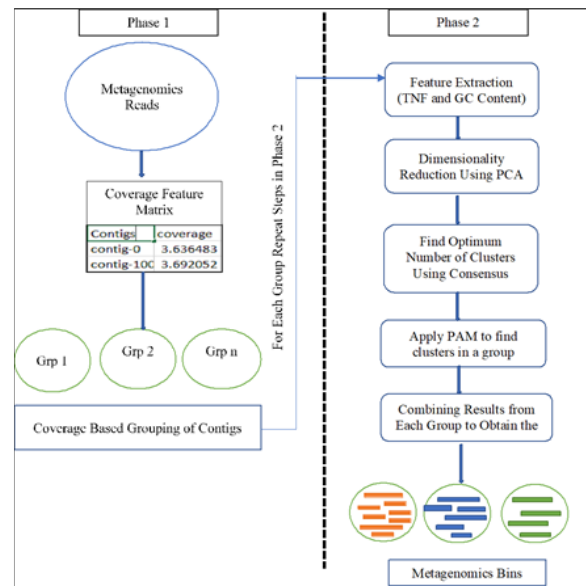 Phase 1
Metagenomics
Reads
Coverage Feature
Matrix
Contigs coverage
contig-0 3.636483
contig-100 3.692052
Grp 1
Grp 2
Grp n
Coverage Based Grouping of Contigs
For Each Group Repeat Steps in Phase 2
Phase 2
Feature Extraction
(TNF and GC Content)
Dimensionality
Reduction Using PCA
Find Optimum
Number of Clusters
Using Consensus
Apply PAM to find
clusters in a group
Combining Results from
Each Group to Obtain the
Metagenomics Bins